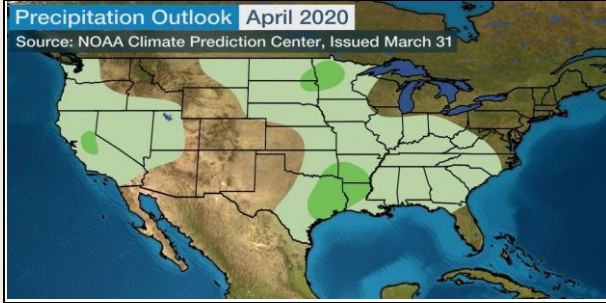 Precipitation Outlook April 2020
Source: NOAA Climate Prediction Center, Issued March 31